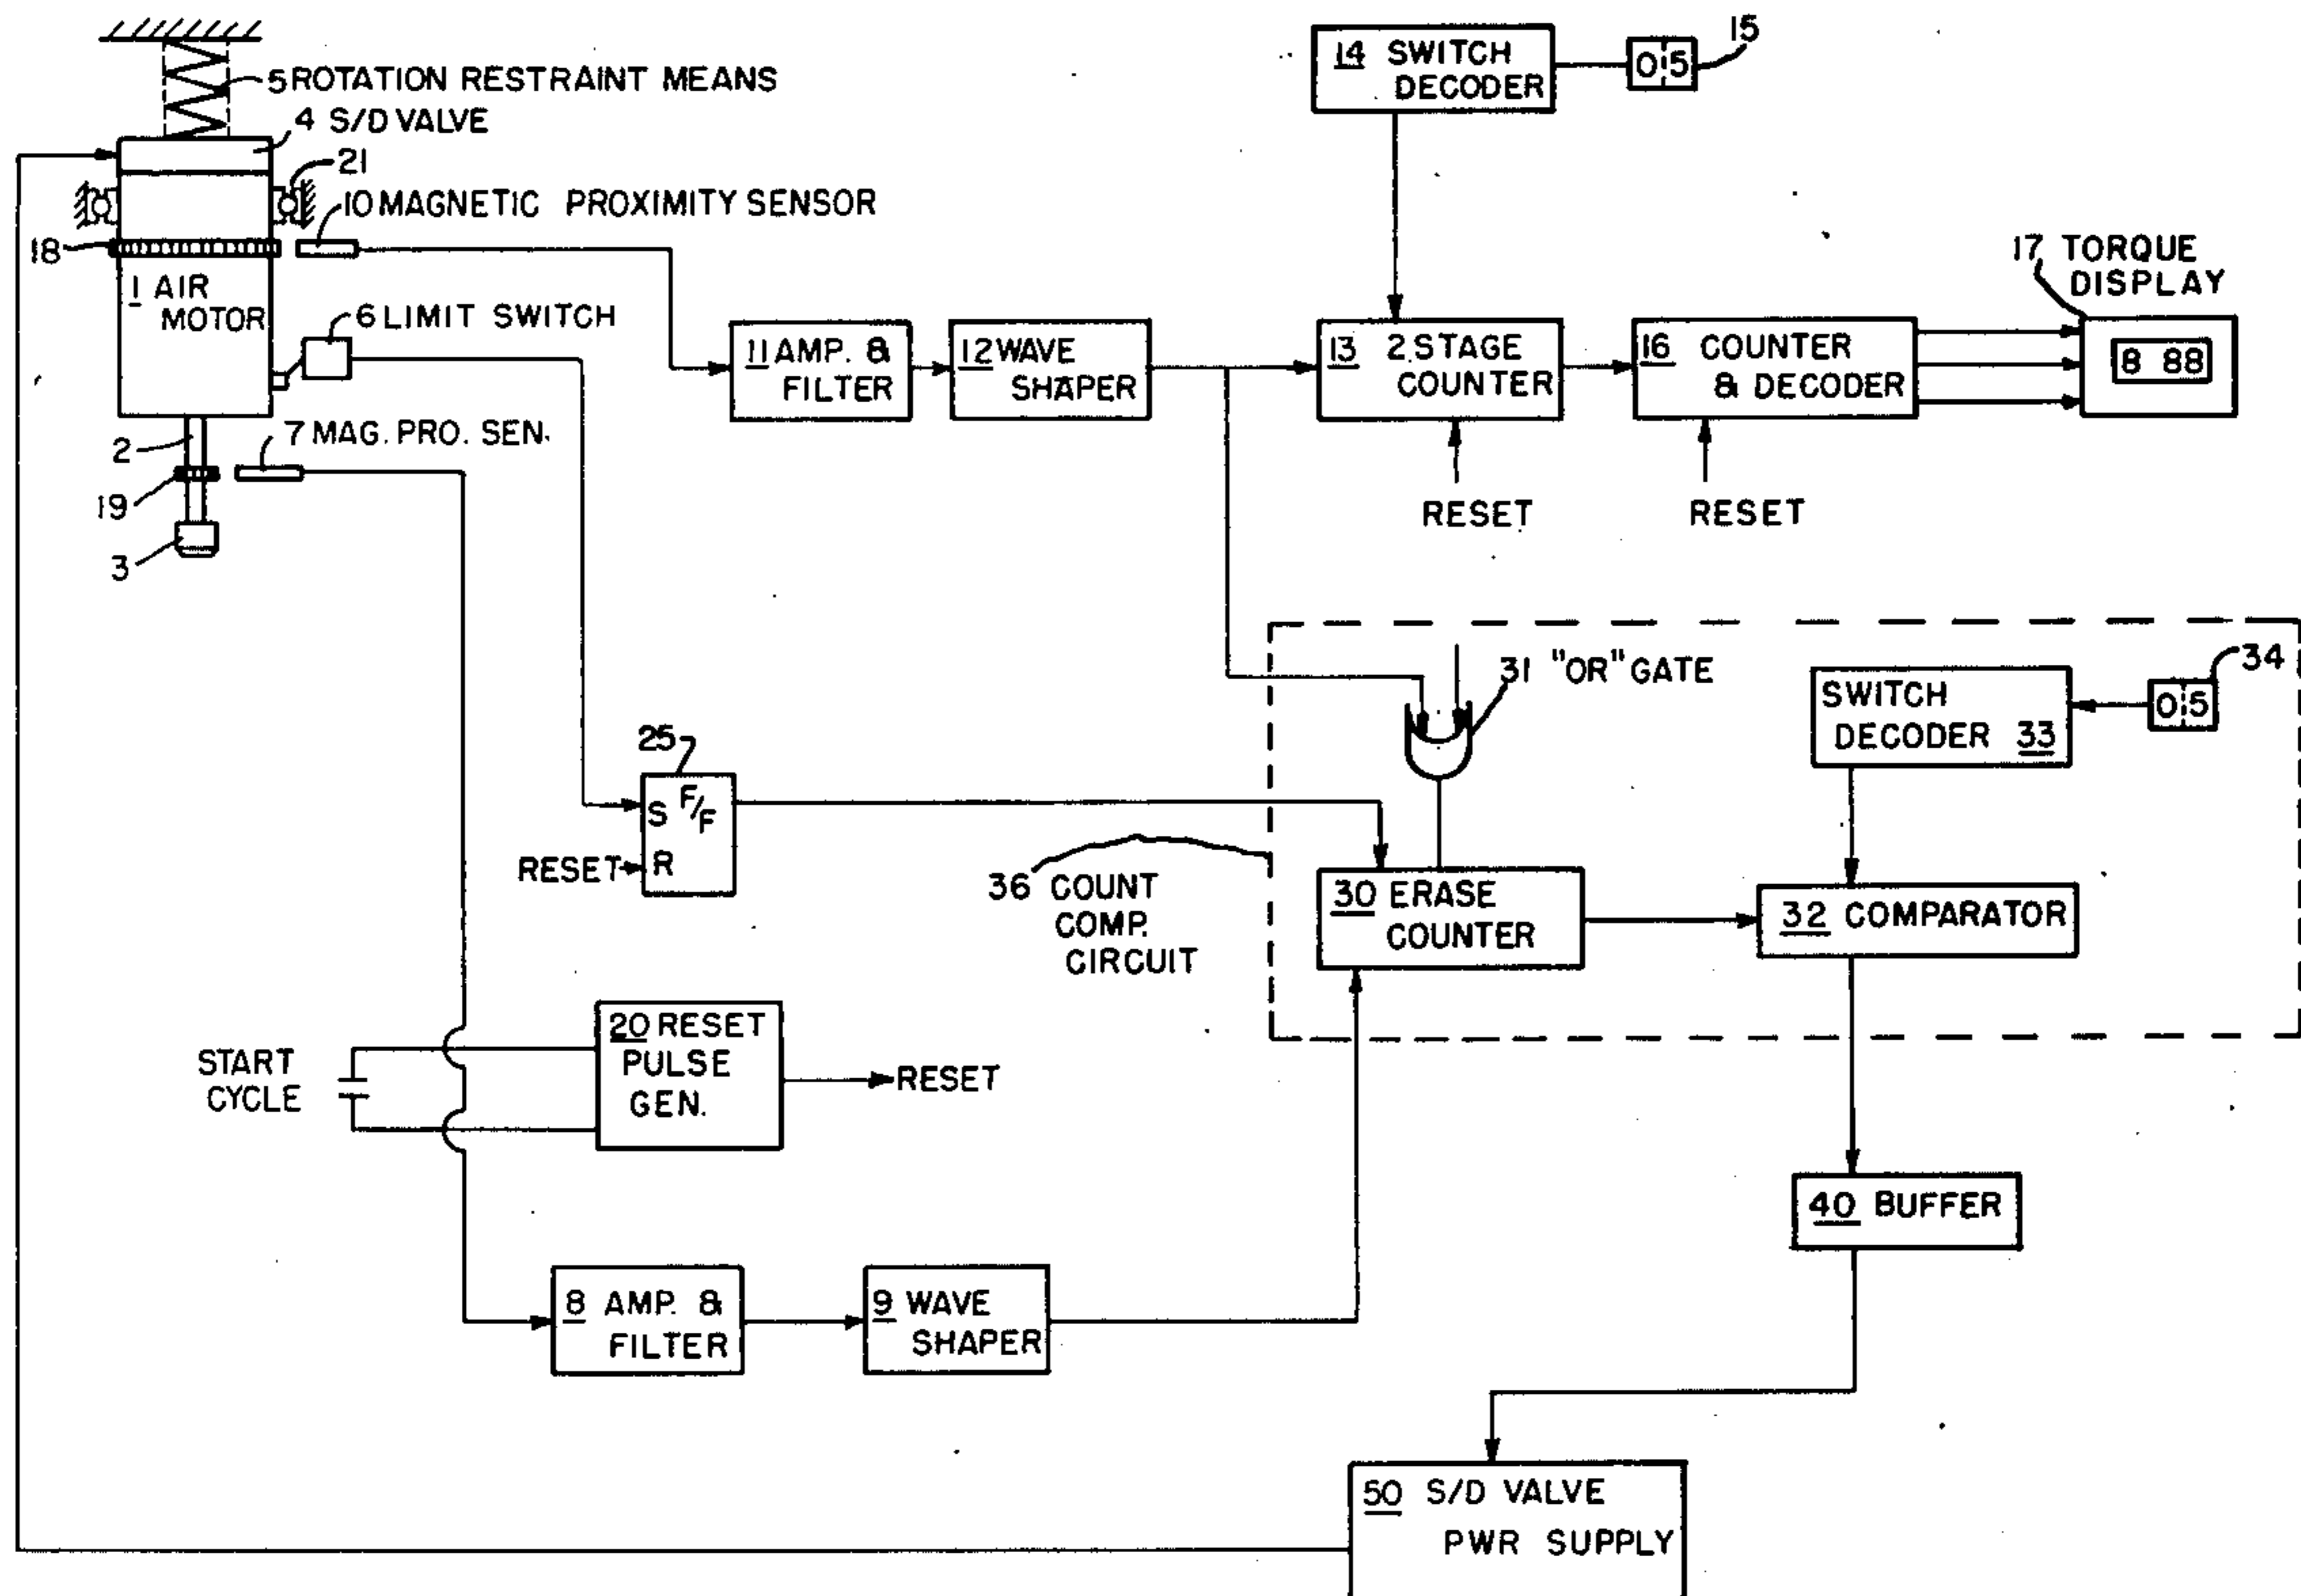 5 ROTATION RESTRAINT MEANS
4 S/D VALVE
21
10 MAGNETIC PROXIMITY SENSOR
18
1 AIR
MOTOR
6 LIMIT SWITCH
2
7 MAG. PRO. SEN.
19
3
14 SWITCH
DECODER
0 5
15
11 AMP. &
FILTER
12 WAVE
SHAPER
13 2 STAGE
COUNTER
RESET
16 COUNTER
& DECODER
RESET
17 TORQUE
DISPLAY
8 88
31 "OR" GATE
SWITCH
DECODER 33
0 5
34
25
S F/F
RESET R
36 COUNT
COMP.
CIRCUIT
30 ERASE
COUNTER
32 COMPARATOR
START
CYCLE
20 RESET
PULSE
GEN.
RESET
40 BUFFER
8 AMP. &
FILTER
9 WAVE
SHAPER
50 S/D VALVE
PWR SUPPLY